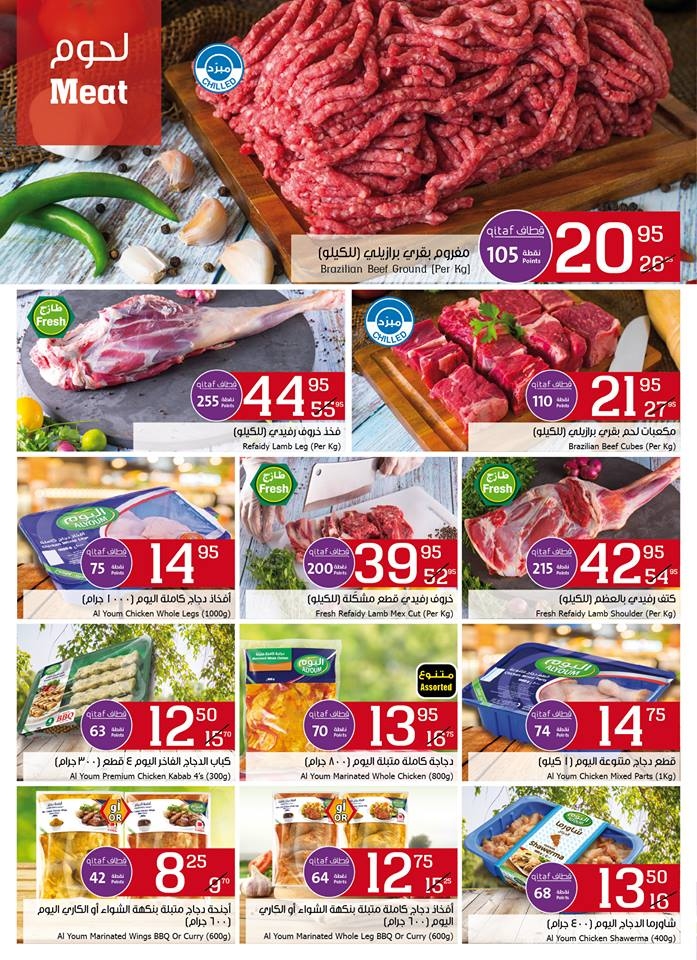 لحوم
Meat
مبرد
CHILLED
قطاف qitaf
105 نقطة Points
20 95
مفروم بقري برازيلي (للكيلو)
Brazilian Beef Ground (Per Kg)
طازج
Fresh
قطاف qitaf
255 نقطة Points
44 95
55 95
فخذ خروف رفيدي (للكيلو)
Refaidy Lamb Leg (Per Kg)
مبرد
CHILLED
قطاف qitaf
110 نقطة Points
21 95
27 95
مكعبات لحم بقري برازيلي (للكيلو)
Brazilian Beef Cubes (Per Kg)
اليوم
ALYOUM
قطاف qitaf
75 نقطة Points
14 95
أفخاذ دجاج كاملة اليوم (١٠٠٠ جرام)
Al Youm Chicken Whole Legs (1000g)
طازج
Fresh
قطاف qitaf
200 نقطة Points
39 95
52 95
خروف رفيدي قطع مشكّلة (للكيلو)
Fresh Refaidy Lamb Mex Cut (Per Kg)
طازج
Fresh
قطاف qitaf
215 نقطة Points
42 95
54 95
كتف رفيدي بالعظم (للكيلو)
Fresh Refaidy Lamb Shoulder (Per Kg)
BBQ
قطاف qitaf
63 نقطة Points
12 50
15 70
كباب الدجاج الفاخر اليوم ٤ قطع (٣٠٠ جرام)
Al Youm Premium Chicken Kabab 4's (300g)
اليوم
ALYOUM
متنوع
Assorted
قطاف qitaf
70 نقطة Points
13 95
16 75
دجاجة كاملة متبلة اليوم (٨٠٠ جرام)
Al Youm Marinated Whole Chicken (800g)
اليوم
ALYOUM
قطاف qitaf
74 نقطة Points
14 75
قطع دجاج متنوعة اليوم (١ كيلو)
Al Youm Chicken Mixed Parts (1Kg)
أو
OR
قطاف qitaf
42 نقطة Points
8 25
9 70
أجنحة دجاج متبلة بنكهة الشواء أو الكاري اليوم
(٦٠٠ جرام)
Al Youm Marinated Wings BBQ Or Curry (600g)
أو
OR
قطاف qitaf
64 نقطة Points
12 75
15 25
أفخاذ دجاج كاملة متبلة بنكهة الشواء أو الكاري اليوم
(٦٠٠ جرام)
Al Youm Marinated Whole Leg BBQ Or Curry (600g)
اليوم
ALYOUM
شاورما
Shawerma
قطاف qitaf
68 نقطة Points
13 50
16
شاورما الدجاج اليوم (٤٠٠ جرام)
Al Youm Chicken Shawerma (400g)